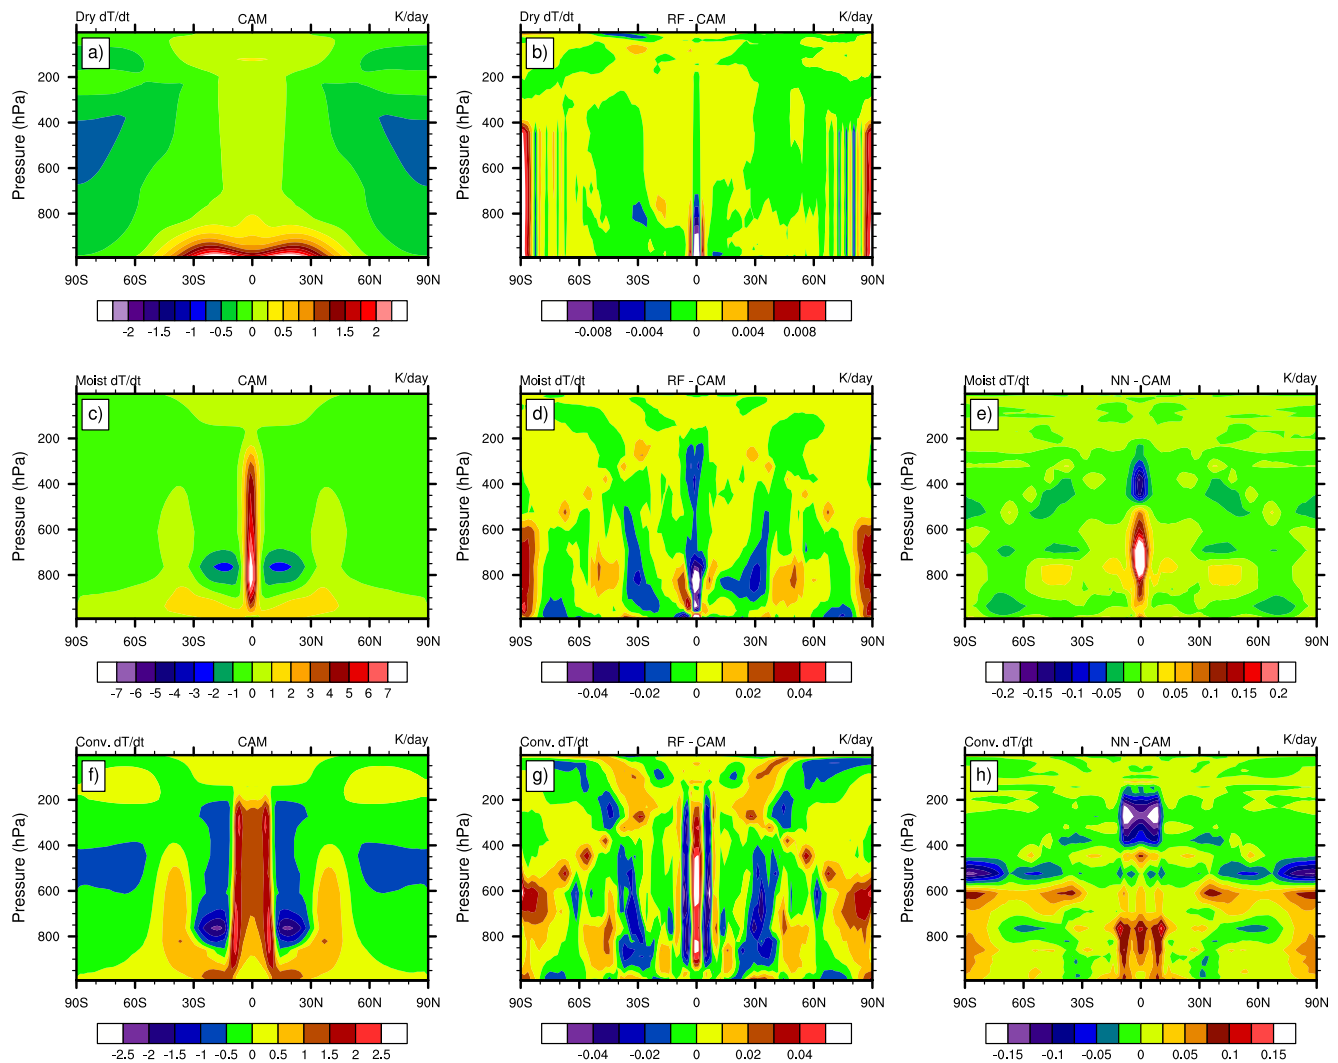 Dry dT/dt CAM K/day
a)
Pressure (hPa)
200
400
600
800
90S 60S 30S 0 30N 60N 90N
-2 -1.5 -1 -0.5 0 0.5 1 1.5 2
Dry dT/dt RF - CAM K/day
b)
Pressure (hPa)
200
400
600
800
90S 60S 30S 0 30N 60N 90N
-0.008 -0.004 0 0.004 0.008
Moist dT/dt CAM K/day
c)
Pressure (hPa)
200
400
600
800
90S 60S 30S 0 30N 60N 90N
-7 -6 -5 -4 -3 -2 -1 0 1 2 3 4 5 6 7
Moist dT/dt RF - CAM K/day
d)
Pressure (hPa)
200
400
600
800
90S 60S 30S 0 30N 60N 90N
-0.04 -0.02 0 0.02 0.04
Moist dT/dt NN - CAM K/day
e)
Pressure (hPa)
200
400
600
800
90S 60S 30S 0 30N 60N 90N
-0.2 -0.15 -0.1 -0.05 0 0.05 0.1 0.15 0.2
Conv. dT/dt CAM K/day
f)
Pressure (hPa)
200
400
600
800
90S 60S 30S 0 30N 60N 90N
-2.5 -2 -1.5 -1 -0.5 0 0.5 1 1.5 2 2.5
Conv. dT/dt RF - CAM K/day
g)
Pressure (hPa)
200
400
600
800
90S 60S 30S 0 30N 60N 90N
-0.04 -0.02 0 0.02 0.04
Conv. dT/dt NN - CAM K/day
h)
Pressure (hPa)
200
400
600
800
90S 60S 30S 0 30N 60N 90N
-0.15 -0.1 -0.05 0 0.05 0.1 0.15